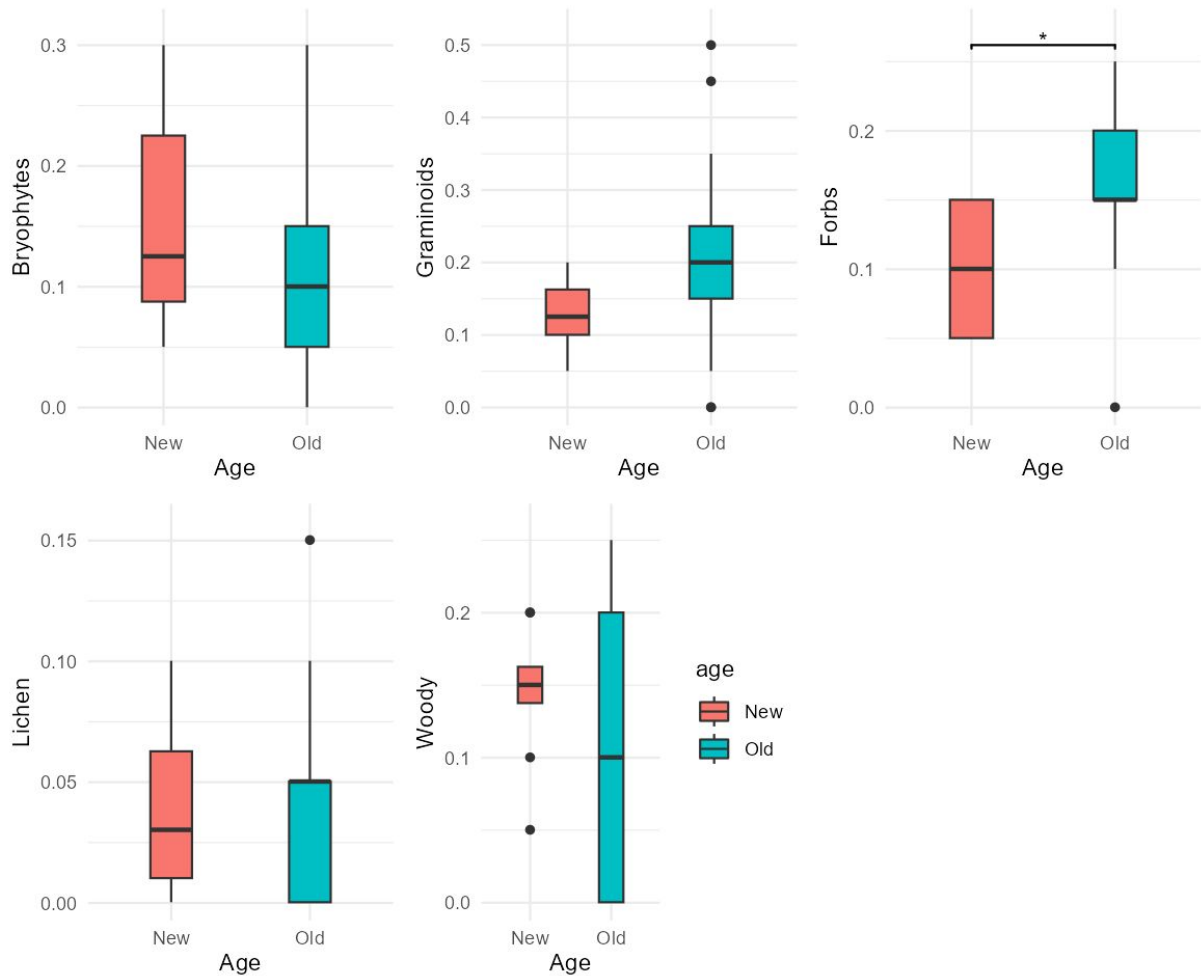 Bryophytes
0.3
0.2
0.1
0.0
New Old
Age
Graminoids
0.5
0.4
0.3
0.2
0.1
0.0
New Old
Age
Forbs
*
0.2
0.1
0.0
New Old
Age
Lichen
0.15
0.10
0.05
0.00
New Old
Age
Woody
0.2
0.1
0.0
New Old
Age
age
New
Old